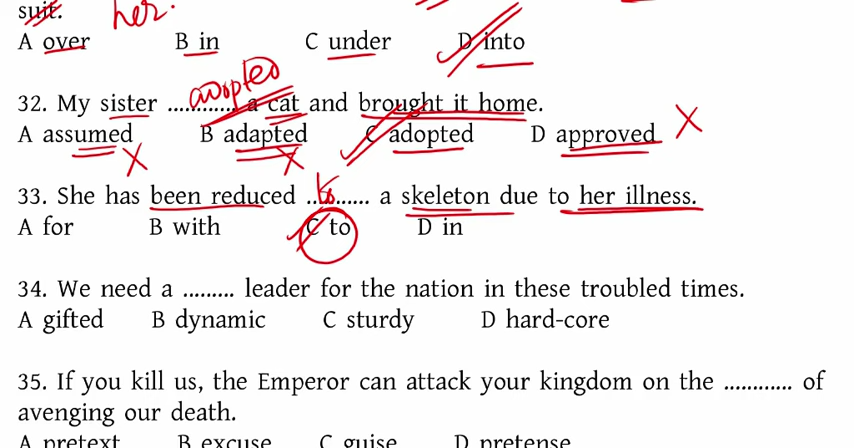 suit. her.
A over B in C under D into
adopted
32. My sister ............ a cat and brought it home.
A assumed B adapted C adopted D approved
33. She has been reduced ..to...... a skeleton due to her illness.
A for B with C to D in
34. We need a ......... leader for the nation in these troubled times.
A gifted B dynamic C sturdy D hard-core
35. If you kill us, the Emperor can attack your kingdom on the ............ of
avenging our death.
A pretext B excuse C guise D pretense